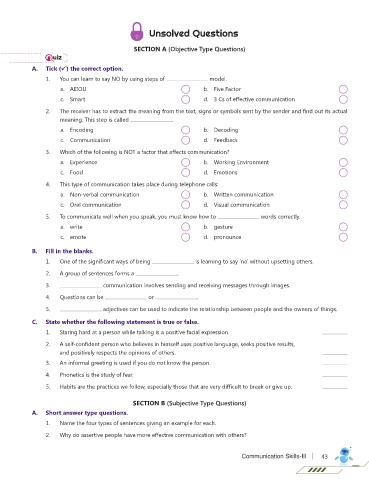 Unsolved Questions
SECTION A (Objective Type Questions)
Quiz
A. Tick (✓) the correct option.
1. You can learn to say NO by using steps of ______________ model.
a. AEIOU b. Five Factor
c. Smart d. 3 Cs of effective communication
2. The receiver has to extract the meaning from the text, signs or symbols sent by the sender and find out its actual
meaning. This step is called ______________.
a. Encoding b. Decoding
c. Communication d. Feedback
3. Which of the following is NOT a factor that affects communication?
a. Experience b. Working Environment
c. Food d. Emotions
4. This type of communication takes place during telephone calls:
a. Non-verbal communication b. Written communication
c. Oral communication d. Visual communication
5. To communicate well when you speak, you must know how to ______________ words correctly.
a. write b. gesture
c. emote d. pronounce
B. Fill in the blanks.
1. One of the significant ways of being ______________ is learning to say 'no' without upsetting others.
2. A group of sentences forms a ______________.
3. ______________ communication involves sending and receiving messages through images.
4. Questions can be ______________ or ______________.
5. ______________ adjectives can be used to indicate the relationship between people and the owners of things.
C. State whether the following statement is true or false.
1. Staring hard at a person while talking is a positive facial expression. ________
2. A self-confident person who believes in himself uses positive language, seeks positive results,
and positively respects the opinions of others. ________
3. An informal greeting is used if you do not know the person. ________
4. Phonetics is the study of fear. ________
5. Habits are the practices we follow, especially those that are very difficult to break or give up. ________
SECTION B (Subjective Type Questions)
A. Short answer type questions.
1. Name the four types of sentences giving an example for each.
2. Why do assertive people have more effective communication with others?
Communication Skills-III | 43